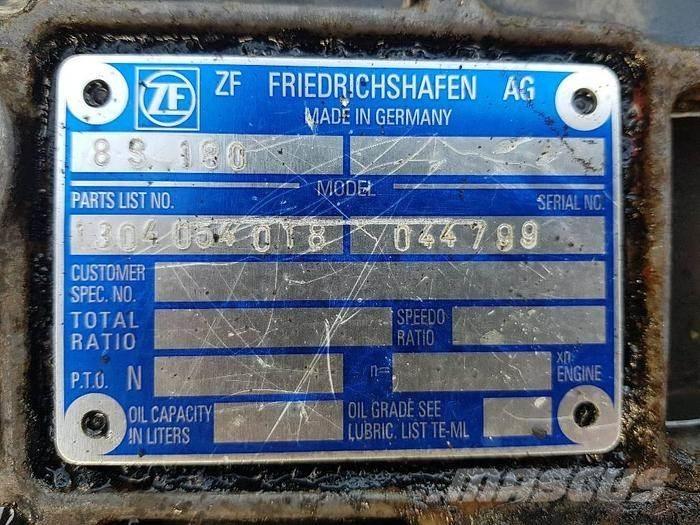 ZF ZF FRIEDRICHSHAFEN AG
MADE IN GERMANY
8 S 180
MODEL
PARTS LIST NO. SERIAL NO.
1304 054 018 044799
CUSTOMER
SPEC. NO.
TOTAL SPEEDO
RATIO RATIO
P.T.O. N n= xn
ENGINE
OIL CAPACITY OIL GRADE SEE
IN LITERS LUBRIC. LIST TE-ML
MASCUS